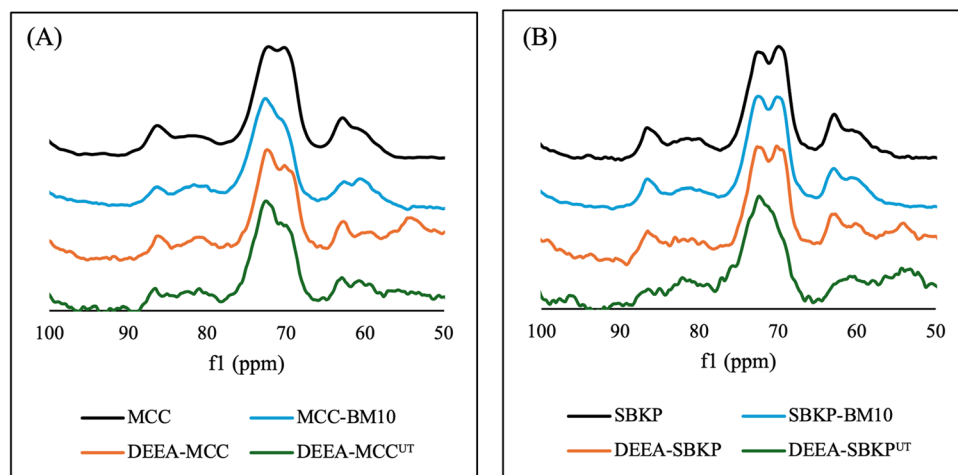 (A)
100 90 80 70 60 50
f1 (ppm)
MCC MCC-BM10
DEEA-MCC DEEA-MCCᵁᵀ
(B)
100 90 80 70 60 50
f1 (ppm)
SBKP SBKP-BM10
DEEA-SBKP DEEA-SBKPᵁᵀ